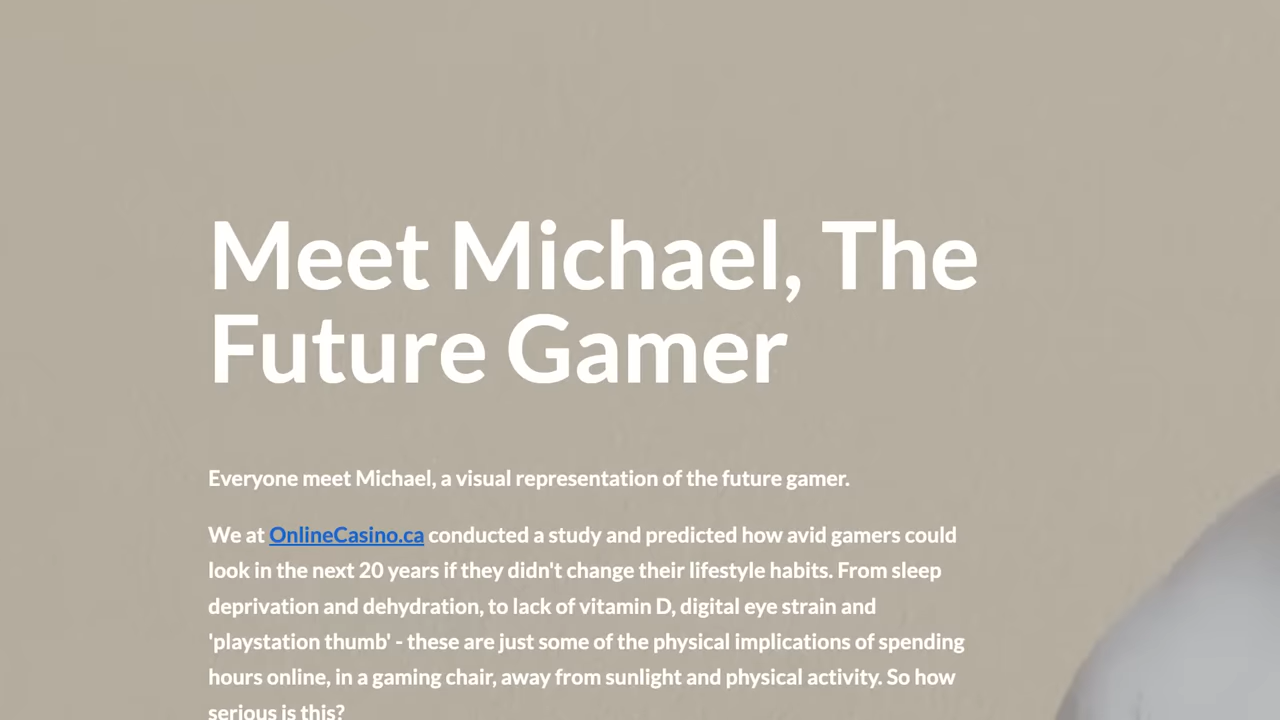 Meet Michael, The
Future Gamer
Everyone meet Michael, a visual representation of the future gamer.
We at OnlineCasino.ca conducted a study and predicted how avid gamers could
look in the next 20 years if they didn't change their lifestyle habits. From sleep
deprivation and dehydration, to lack of vitamin D, digital eye strain and
'playstation thumb' - these are just some of the physical implications of spending
hours online, in a gaming chair, away from sunlight and physical activity. So how
serious is this?